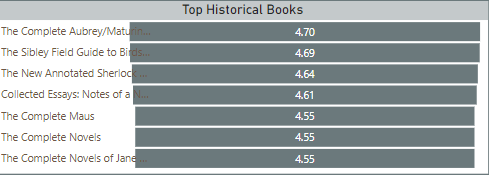 Top Historical Books
The Complete Aubrey/Maturin... 4.70
The Sibley Field Guide to Birds... 4.69
The New Annotated Sherlock ... 4.64
Collected Essays: Notes of a N... 4.61
The Complete Maus 4.55
The Complete Novels 4.55
The Complete Novels of Jane ... 4.55